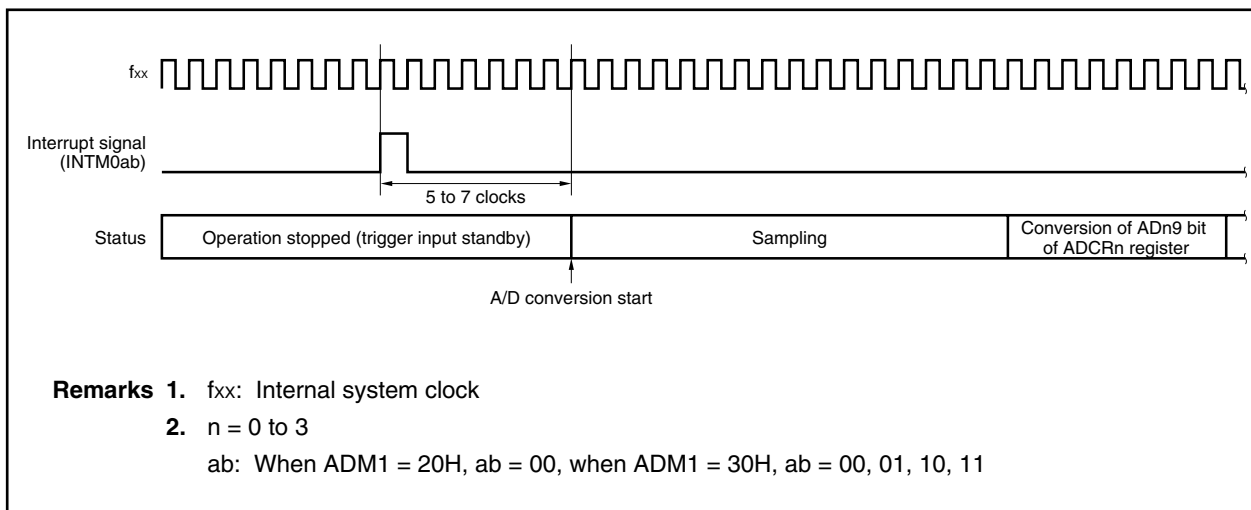 fxx
Interrupt signal
(INTM0ab)
5 to 7 clocks
Status
Operation stopped (trigger input standby)
Sampling
Conversion of ADn9 bit
of ADCRn register
A/D conversion start
Remarks 1. fxx: Internal system clock
2. n = 0 to 3
ab: When ADM1 = 20H, ab = 00, when ADM1 = 30H, ab = 00, 01, 10, 11